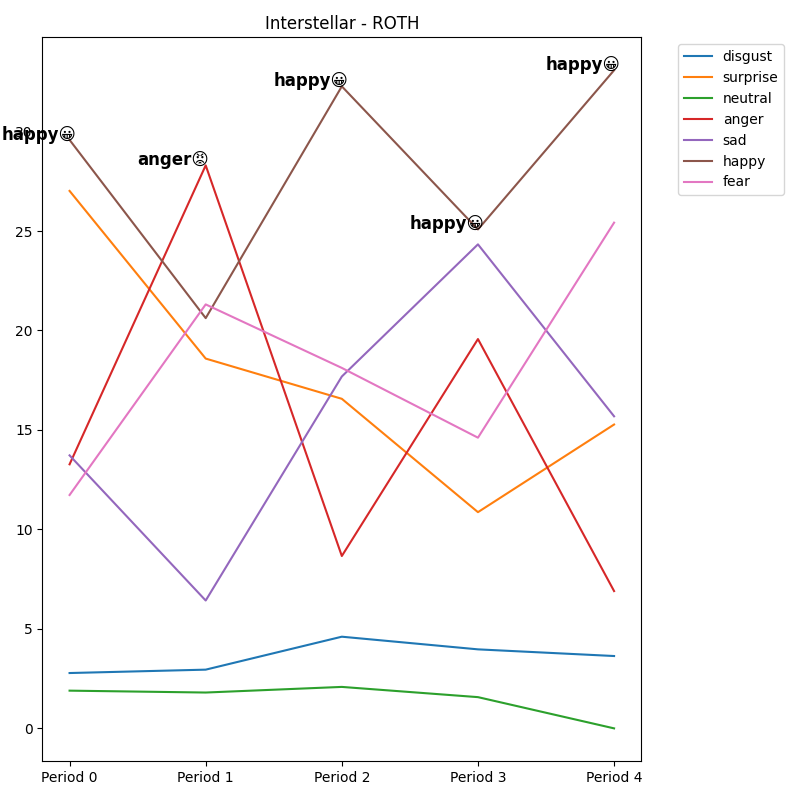 Interstellar - ROTH
happy😀
happy😀
happy😀
anger😡
happy😀
30
25
20
15
10
5
0
Period 0
Period 1
Period 2
Period 3
Period 4
disgust
surprise
neutral
anger
sad
happy
fear